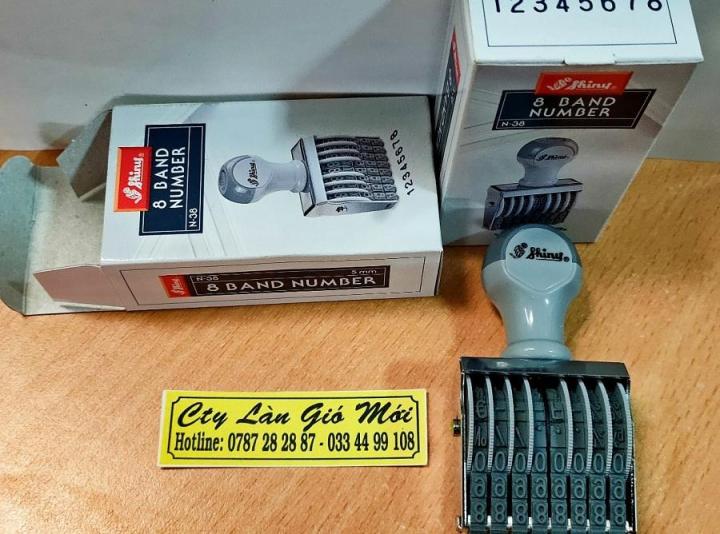 12345678
Shiny
8 BAND
NUMBER
N-38
Shiny
8 BAND
NUMBER
N-38
12345678
Shiny
N-38
5 mm
8 BAND NUMBER
Shiny
Cty Làn Gió Mới
Hotline: 0787 28 28 87 - 033 44 99 108